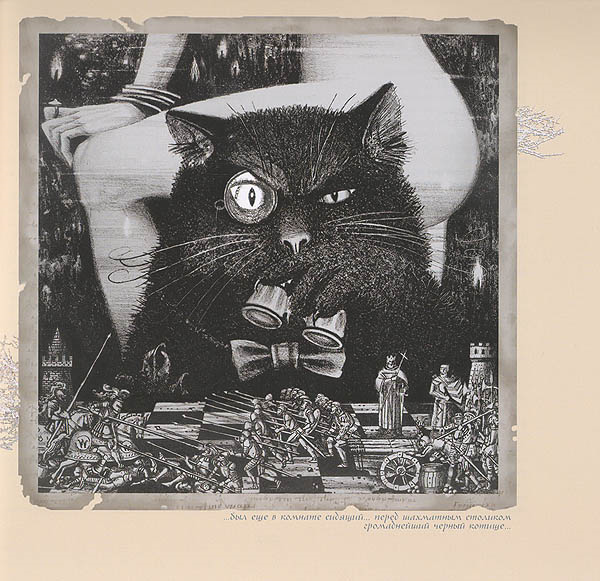 ...был еще в комнате сидящий... перед шахматным столиком
громаднейший черный котище...